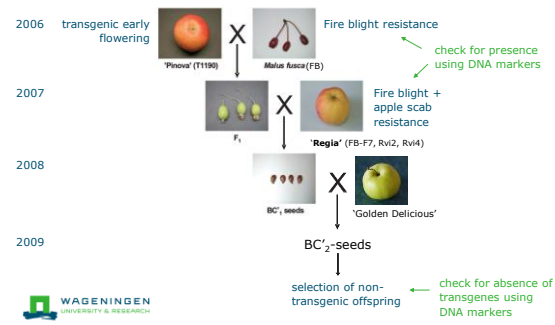 2006
transgenic early
flowering
X
Fire blight resistance
'Pinova' (T1190)
Malus fusca (FB)
check for presence
using DNA markers
2007
X
Fire blight +
apple scab
resistance
F1
'Regia' (FB-F7, Rvi2, Rvi4)
2008
X
BC'1 seeds
'Golden Delicious'
2009
BC'2-seeds
selection of non-
transgenic offspring
check for absence of
transgenes using
DNA markers
WAGENINGEN
UNIVERSITY & RESEARCH